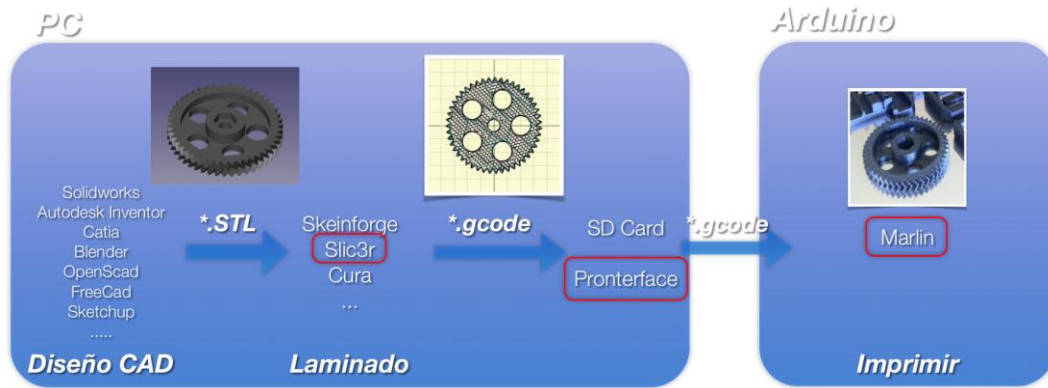 PC
Arduino
Solidworks
Autodesk Inventor
Catia
Blender
OpenScad
FreeCad
Sketchup
.....
Diseño CAD
*.STL
Skeinforge
Slic3r
Cura
...
Laminado
*.gcode
SD Card
Pronterface
*.gcode
Marlin
Imprimir